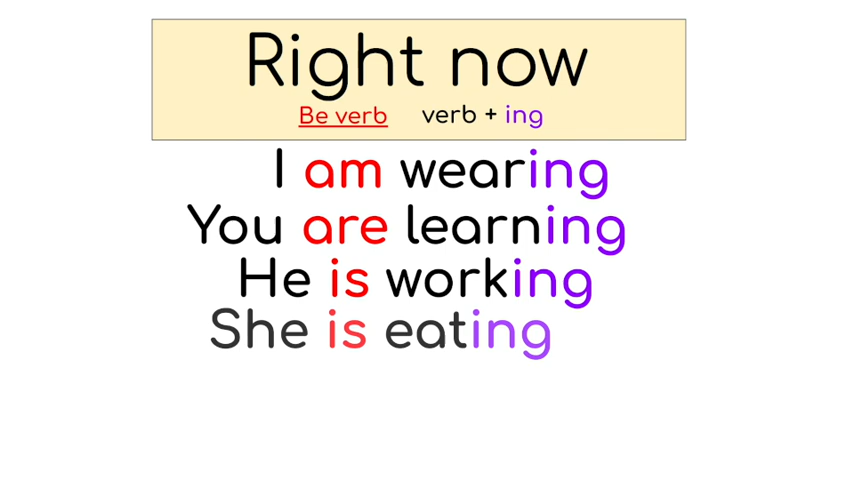 Right now
Be verb verb + ing
I am wearing
You are learning
He is working
She is eating